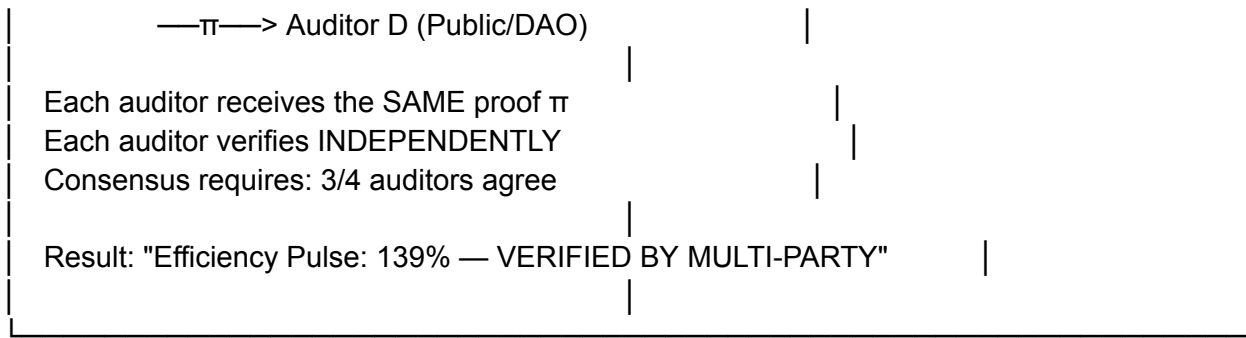 │ ──π──> Auditor D (Public/DAO) │
│ │
│ Each auditor receives the SAME proof π │
│ Each auditor verifies INDEPENDENTLY │
│ Consensus requires: 3/4 auditors agree │
│ │
│ Result: "Efficiency Pulse: 139% — VERIFIED BY MULTI-PARTY" │
│ │